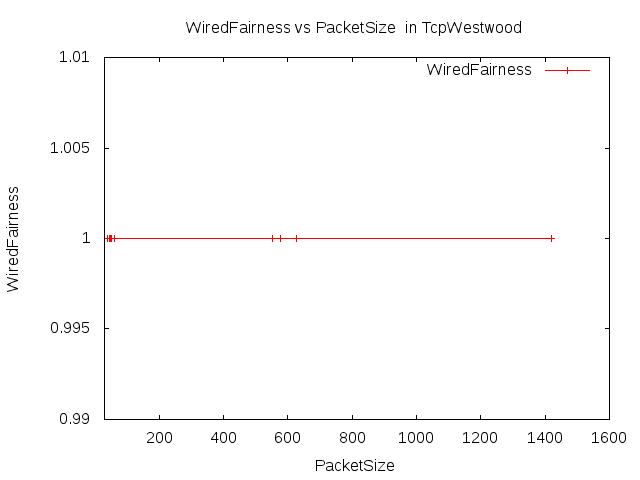 WiredFairness vs PacketSize  in TcpWestwood
WiredFairness
1.01
1.005
1
0.995
0.99
WiredFairness
200 400 600 800 1000 1200 1400 1600
PacketSize